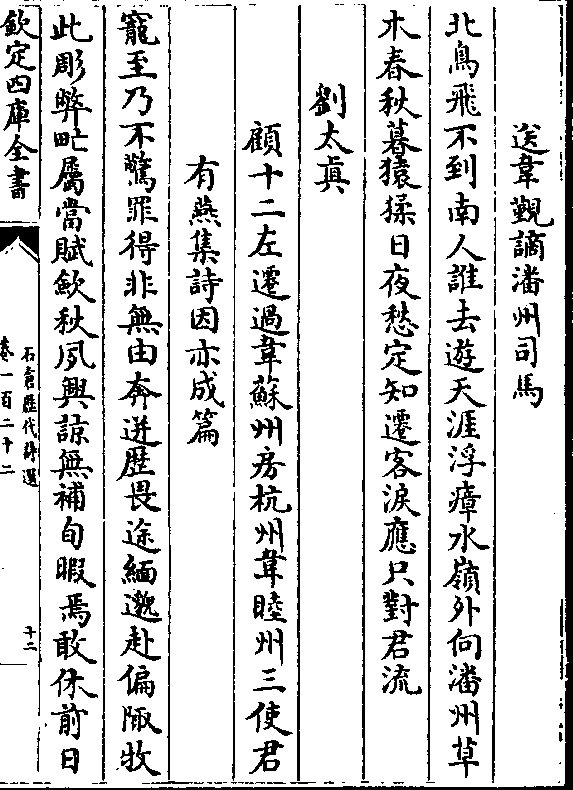 送韋覲謫潘州司馬
北鳥飛不到南人誰去遊天涯浮瘴水嶺外向潘州草
木春秋暮猿猱日夜愁定知遷客淚應只對君流
劉太眞
顧十二左遷過韋蘇州房杭州韋睦州三使君
有燕集詩因亦成篇
寵至乃不驚罪得非無由奔迸歴畏途緬邈赴偏陬牧
此彫弊甿屬當賦歛秋夙興諒無補旬暇焉敢休前日
欽定四庫全書
石倉歴代詩選
卷一百二十二
十二